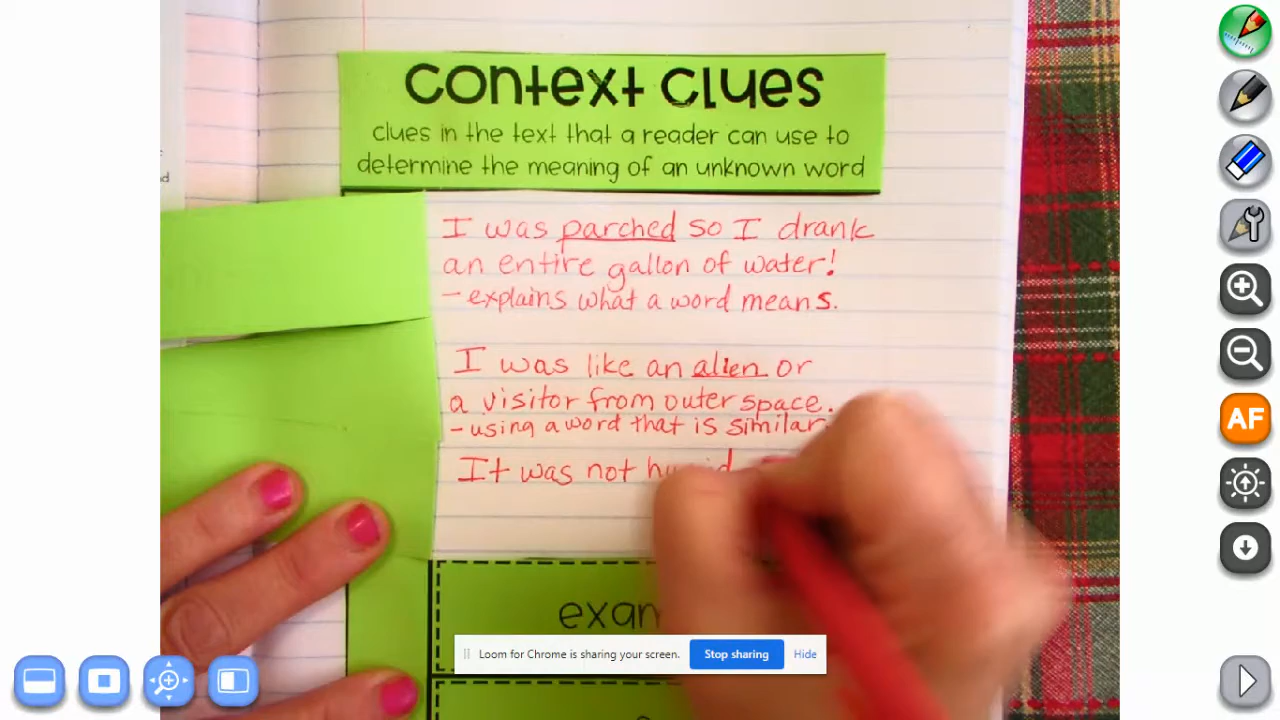 context clues
clues in the text that a reader can use to
determine the meaning of an unknown word
I was parched so I drank
an entire gallon of water!
-explains what a word means.
I was like an alien or
a visitor from outer space.
-using a word that is similar
It was not
Loom for Chrome is sharing your screen. Stop sharing Hide
AF